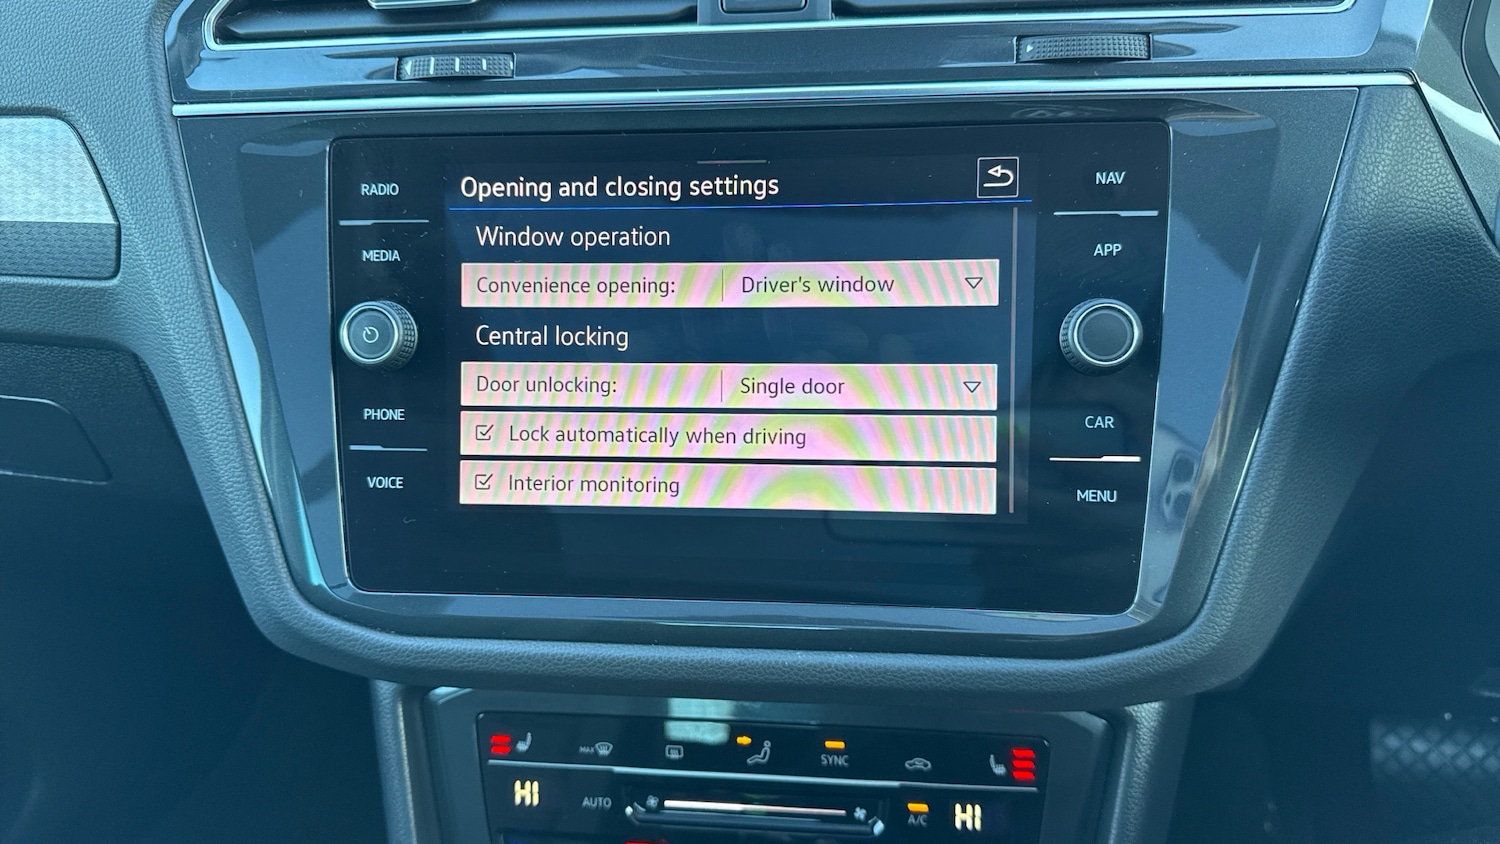 RADIO
MEDIA
PHONE
VOICE
Opening and closing settings
Window operation
Convenience opening: Driver's window
Central locking
Door unlocking: Single door
Lock automatically when driving
Interior monitoring
NAV
APP
CAR
MENU
MAX
SYNC
HI
AUTO
A/C
HI